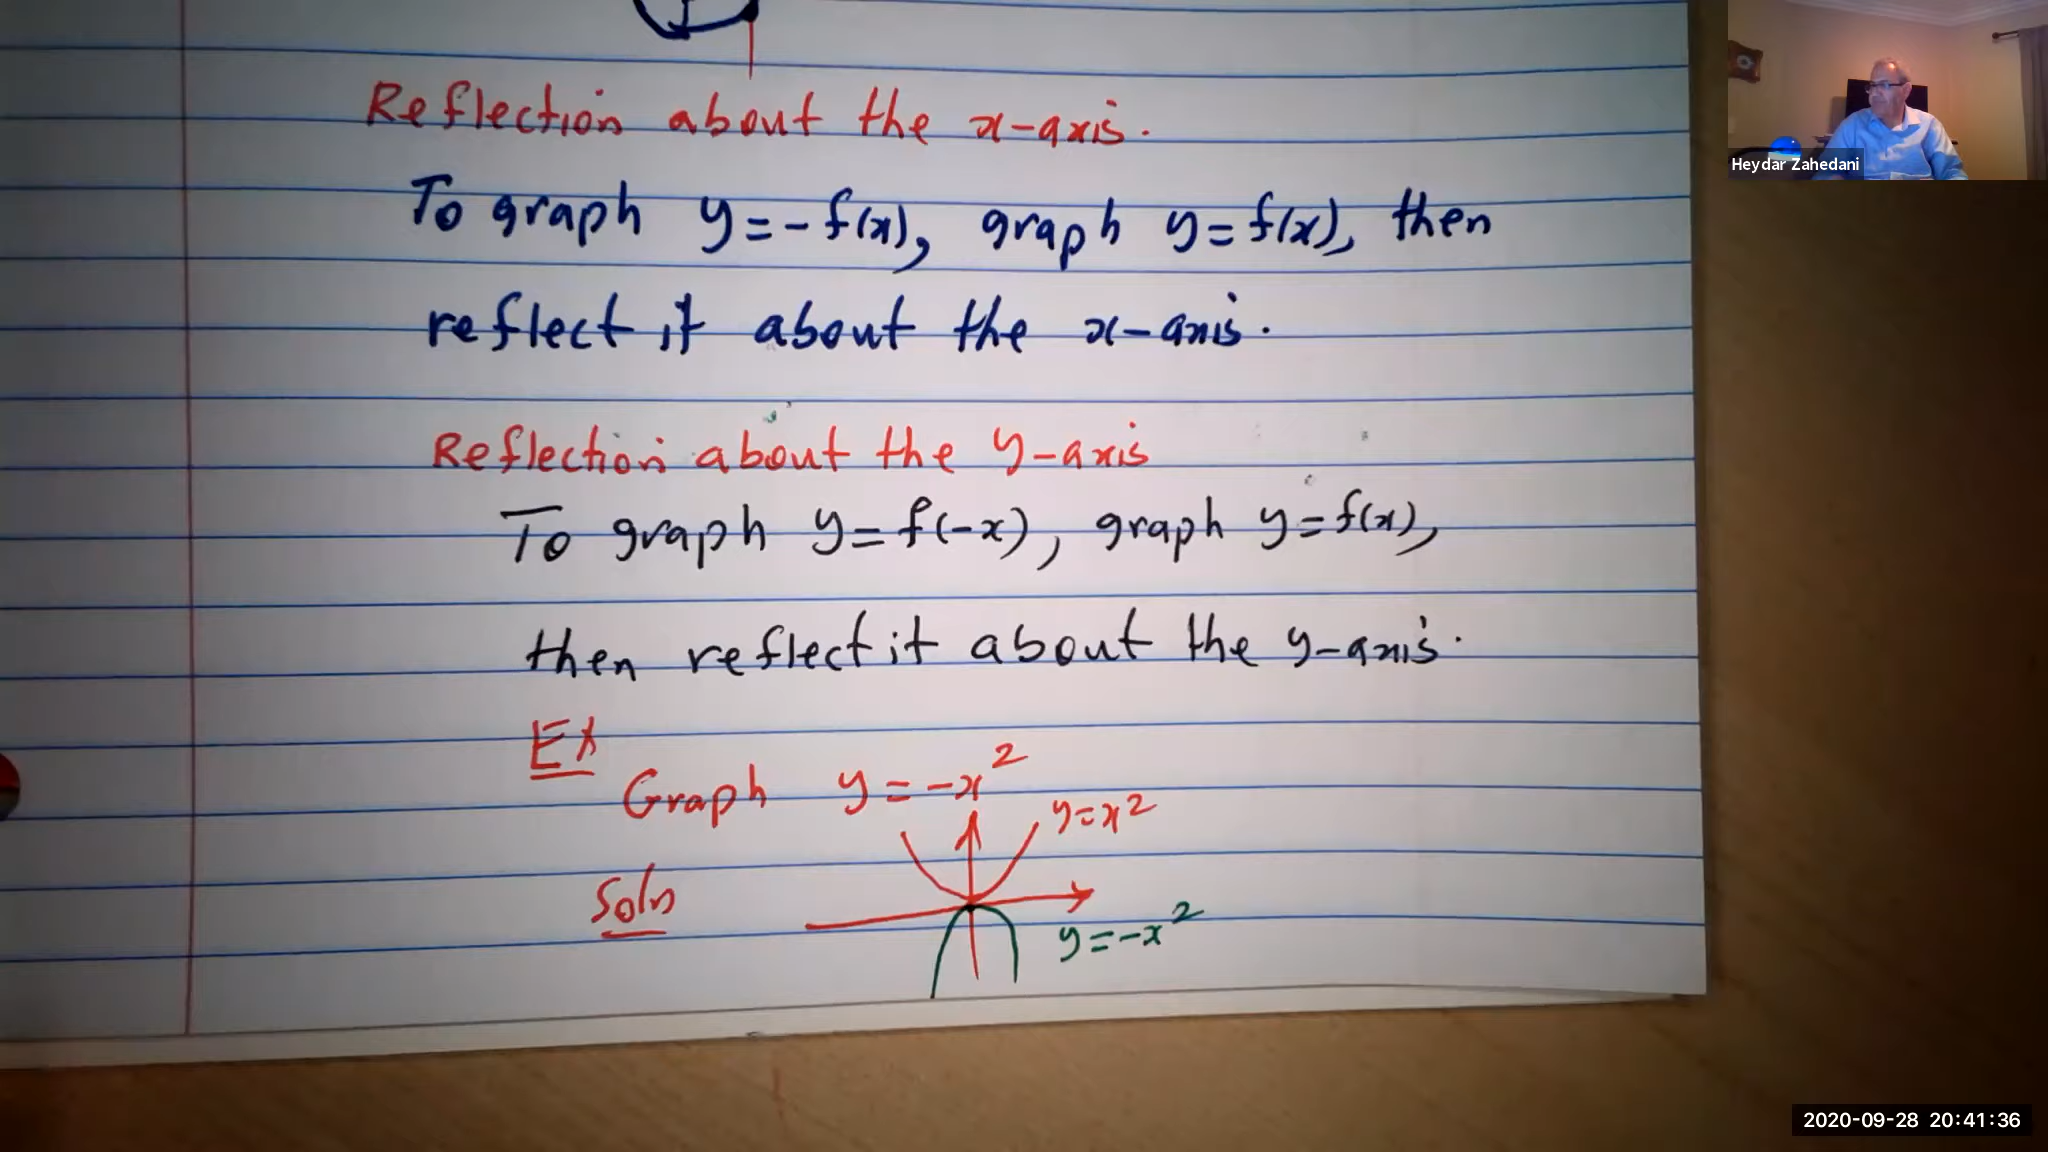 Reflection about the x-axis.
Heydar Zahedani
To graph y=-f(x), graph y=f(x), then
reflect it about the x-axis.
Reflection about the y-axis
To graph y=f(-x), graph y=f(x),
then reflect it about the y-axis.
Ex
Graph y=-x²
y=x²
Soln
y=-x²
2020-09-28 20:41:36